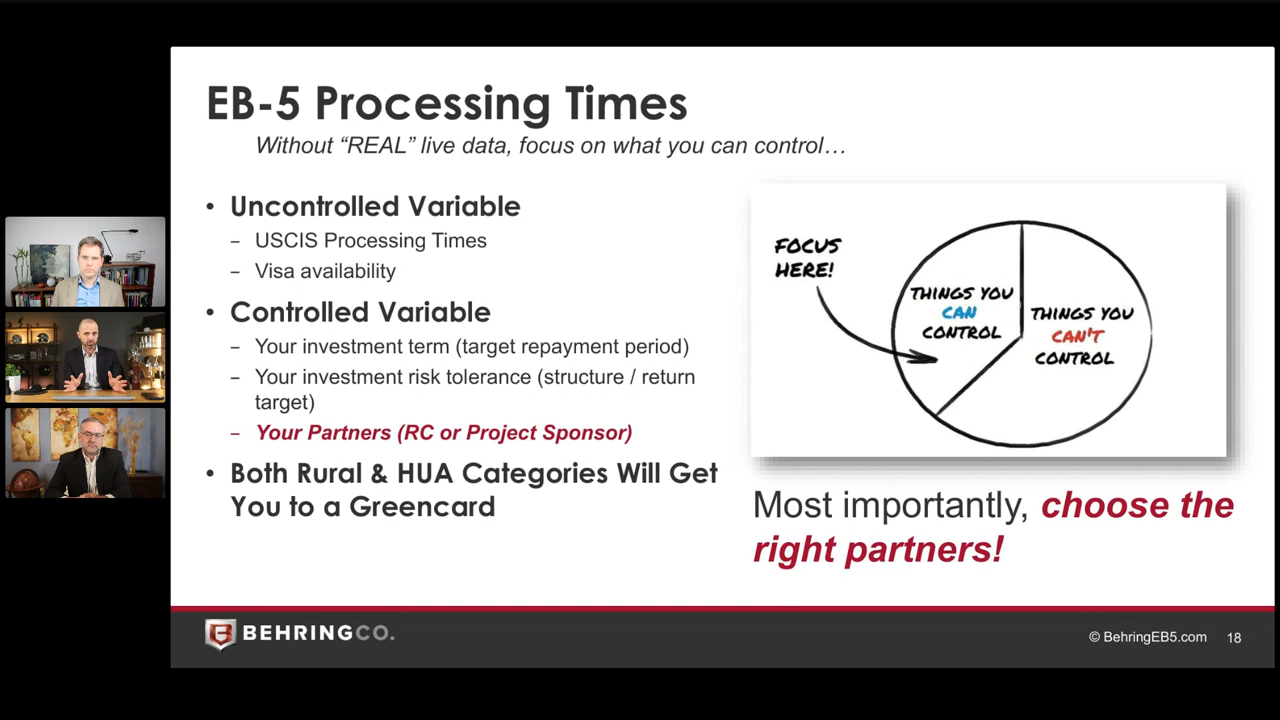 EB-5 Processing Times
Without “REAL” live data, focus on what you can control…
• Uncontrolled Variable
– USCIS Processing Times
– Visa availability
• Controlled Variable
– Your investment term (target repayment period)
– Your investment risk tolerance (structure / return
target)
– Your Partners (RC or Project Sponsor)
• Both Rural & HUA Categories Will Get
You to a Greencard
FOCUS
HERE!
THINGS YOU
CAN
CONTROL
THINGS YOU
CAN'T
CONTROL
Most importantly, choose the
right partners!
BEHRINGCO.
© BehringEB5.com 18